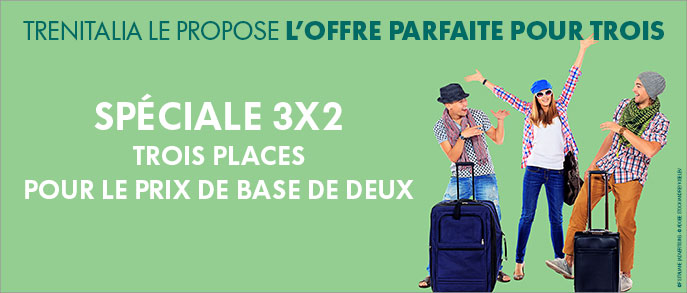 TRENITALIA LE PROPOSE L'OFFRE PARFAITE POUR TROIS
SPÉCIALE 3X2
TROIS PLACES
POUR LE PRIX DE BASE DE DEUX